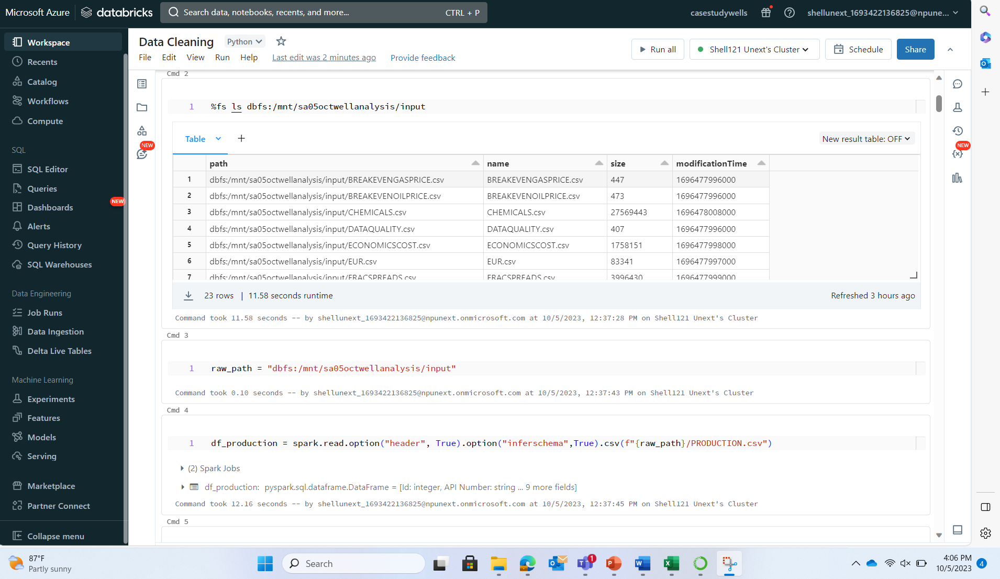 Microsoft Azure databricks Search data, notebooks, recents, and more... CTRL + P casestudywells shellunext_1693422136825@npune...
Workspace
Recents
Catalog
Workflows
Compute
SQL
SQL Editor
Queries
Dashboards NEW
Alerts
Query History
SQL Warehouses
Data Engineering
Job Runs
Data Ingestion
Delta Live Tables
Machine Learning
Experiments
Features
Models
Serving
Marketplace
Partner Connect
Collapse menu
Data Cleaning Python
File Edit View Run Help Last edit was 2 minutes ago Provide feedback
Run all Shell121 Unext's Cluster Schedule Share
NEW
NEW
Cmd 2
1 %fs ls dbfs:/mnt/sa05octwellanalysis/input
Table + New result table: OFF
path name size modificationTime
1 dbfs:/mnt/sa05octwellanalysis/input/BREAKEVENGASPRICE.csv BREAKEVENGASPRICE.csv 447 1696477996000
2 dbfs:/mnt/sa05octwellanalysis/input/BREAKEVENOILPRICE.csv BREAKEVENOILPRICE.csv 473 1696477996000
3 dbfs:/mnt/sa05octwellanalysis/input/CHEMICALS.csv CHEMICALS.csv 27569443 1696478008000
4 dbfs:/mnt/sa05octwellanalysis/input/DATAQUALITY.csv DATAQUALITY.csv 407 1696477996000
5 dbfs:/mnt/sa05octwellanalysis/input/ECONOMICSCOST.csv ECONOMICSCOST.csv 1758151 1696477998000
6 dbfs:/mnt/sa05octwellanalysis/input/EUR.csv EUR.csv 83341 1696477997000
7 dbfs:/mnt/sa05octwellanalysis/input/FRACSPREADS.csv FRACSPREADS.csv 3996430 1696477999000
23 rows | 11.58 seconds runtime Refreshed 3 hours ago
Command took 11.58 seconds -- by shellunext_1693422136825@npunext.onmicrosoft.com at 10/5/2023, 12:37:28 PM on Shell121 Unext's Cluster
Cmd 3
1 raw_path = "dbfs:/mnt/sa05octwellanalysis/input"
Command took 0.10 seconds -- by shellunext_1693422136825@npunext.onmicrosoft.com at 10/5/2023, 12:37:43 PM on Shell121 Unext's Cluster
Cmd 4
1 df_production = spark.read.option("header", True).option("inferschema",True).csv(f"{raw_path}/PRODUCTION.csv")
(2) Spark Jobs
df_production: pyspark.sql.dataframe.DataFrame = [Id: integer, API Number: string ... 9 more fields]
Command took 12.16 seconds -- by shellunext_1693422136825@npunext.onmicrosoft.com at 10/5/2023, 12:37:45 PM on Shell121 Unext's Cluster
Cmd 5
87°F
Partly sunny
Search
1
4:06 PM
10/5/2023
4